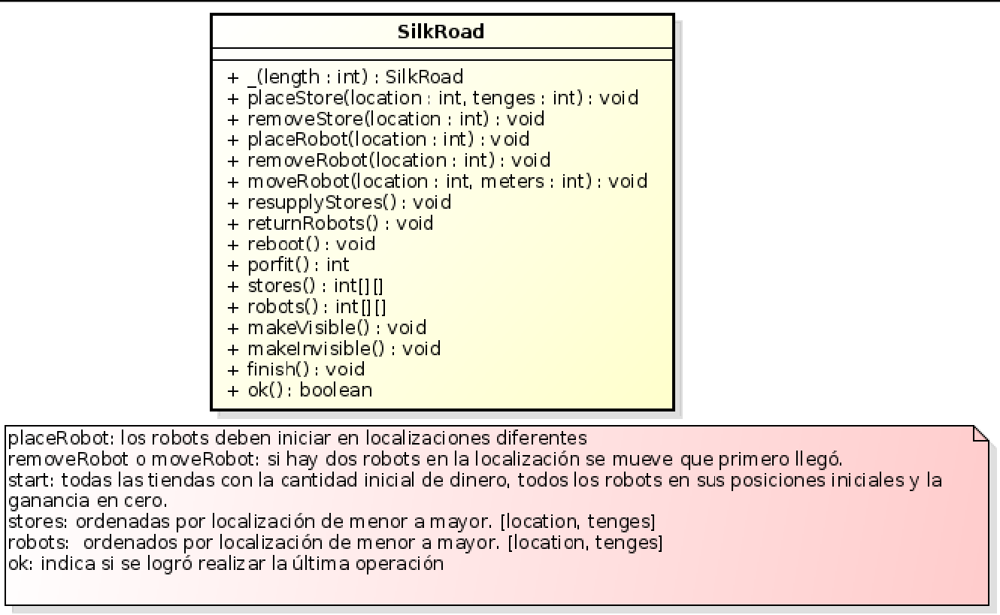 SilkRoad
+ _(length : int) : SilkRoad
+ placeStore(location : int, tenges : int) : void
+ removeStore(location : int) : void
+ placeRobot(location : int) : void
+ removeRobot(location : int) : void
+ moveRobot(location : int, meters : int) : void
+ resupplyStores() : void
+ returnRobots() : void
+ reboot() : void
+ porfit() : int
+ stores() : int[][]
+ robots() : int[][]
+ makeVisible() : void
+ makeInvisible() : void
+ finish() : void
+ ok() : boolean
placeRobot: los robots deben iniciar en localizaciones diferentes
removeRobot o moveRobot: si hay dos robots en la localización se mueve que primero llegó.
start: todas las tiendas con la cantidad inicial de dinero, todos los robots en sus posiciones iniciales y la
ganancia en cero.
stores: ordenadas por localización de menor a mayor. [location, tenges]
robots:  ordenados por localización de menor a mayor. [location, tenges]
ok: indica si se logró realizar la última operación